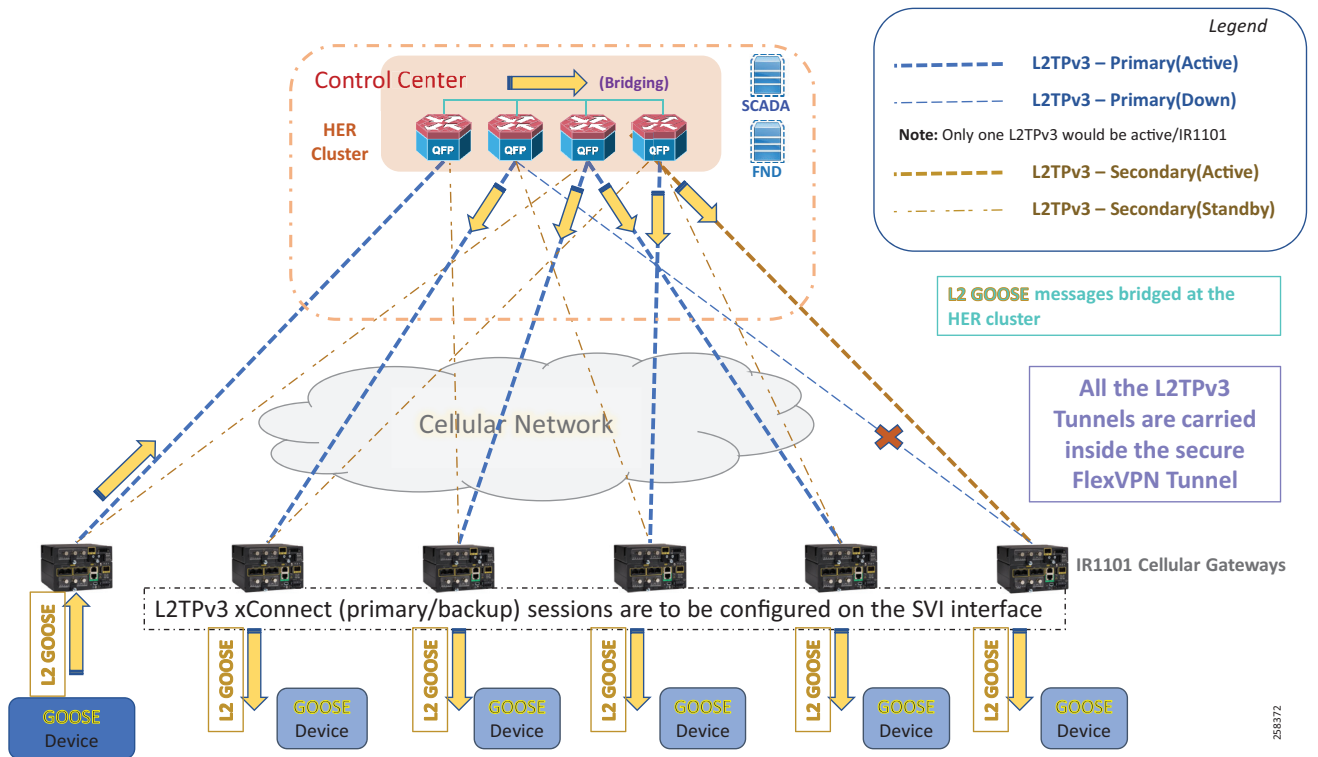 Legend
L2TPv3 – Primary(Active)
L2TPv3 – Primary(Down)
Note: Only one L2TPv3 would be active/IR1101
L2TPv3 – Secondary(Active)
L2TPv3 – Secondary(Standby)
Control Center
(Bridging)
HER
Cluster
QFP
QFP
QFP
QFP
SCADA
FND
L2 GOOSE messages bridged at the
HER cluster
All the L2TPv3
Tunnels are carried
inside the secure
FlexVPN Tunnel
Cellular Network
IR1101 Cellular Gateways
L2TPv3 xConnect (primary/backup) sessions are to be configured on the SVI interface
L2 GOOSE
L2 GOOSE
L2 GOOSE
L2 GOOSE
L2 GOOSE
L2 GOOSE
GOOSE
Device
GOOSE
Device
GOOSE
Device
GOOSE
Device
GOOSE
Device
GOOSE
Device
258372